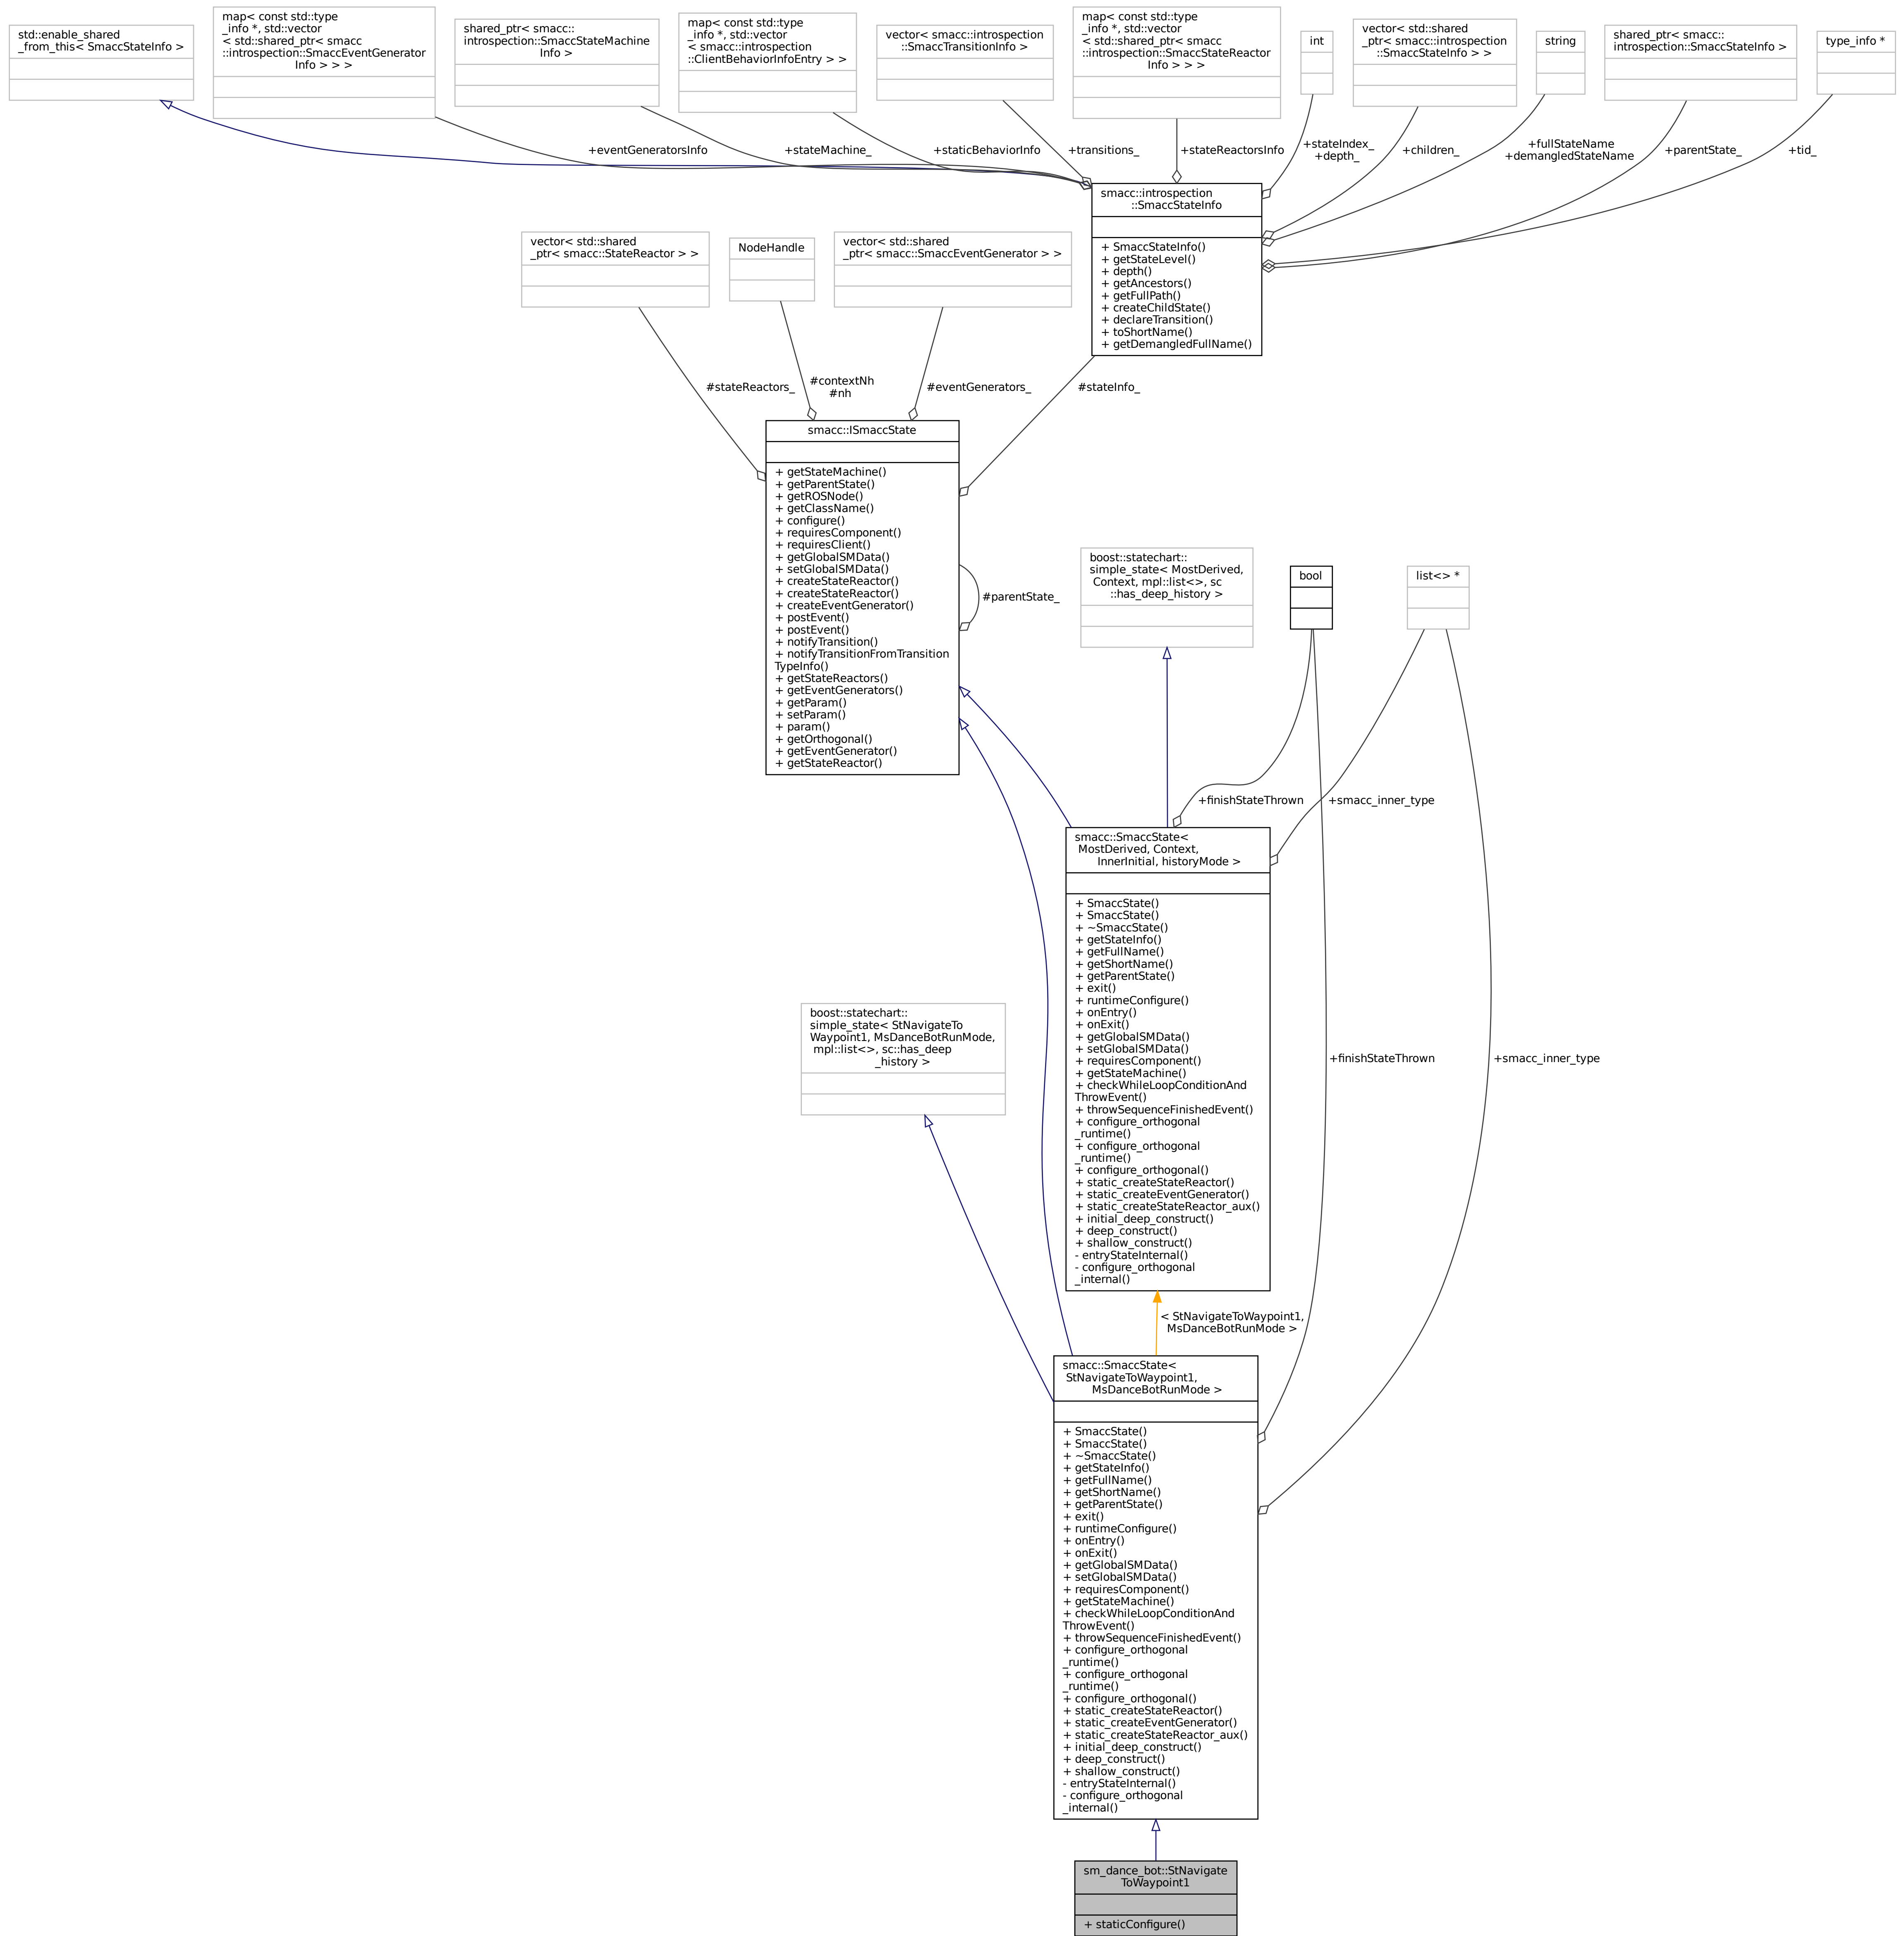 std::enable_shared
_from_this< SmaccStateInfo >
map< const std::type
_info *, std::vector
< std::shared_ptr< smacc
::introspection::SmaccEventGenerator
Info > > >
shared_ptr< smacc::
introspection::SmaccStateMachine
Info >
map< const std::type
_info *, std::vector
< smacc::introspection
::ClientBehaviorInfoEntry > >
vector< smacc::introspection
::SmaccTransitionInfo >
map< const std::type
_info *, std::vector
< std::shared_ptr< smacc
::introspection::SmaccStateReactor
Info > > >
int
vector< std::shared
_ptr< smacc::introspection
::SmaccStateInfo > >
string
shared_ptr< smacc::
introspection::SmaccStateInfo >
type_info *
+eventGeneratorsInfo
+stateMachine_
+staticBehaviorInfo
+transitions_
+stateReactorsInfo
+stateIndex_
+depth_
+children_
+fullStateName
+demangledStateName
+parentState_
+tid_
smacc::introspection
::SmaccStateInfo
+ SmaccStateInfo()
+ getStateLevel()
+ depth()
+ getAncestors()
+ getFullPath()
+ createChildState()
+ declareTransition()
+ toShortName()
+ getDemangledFullName()
vector< std::shared
_ptr< smacc::StateReactor > >
NodeHandle
vector< std::shared
_ptr< smacc::SmaccEventGenerator > >
#stateReactors_
#contextNh
#nh
#eventGenerators_
#stateInfo_
smacc::ISmaccState
+ getStateMachine()
+ getParentState()
+ getROSNode()
+ getClassName()
+ configure()
+ requiresComponent()
+ requiresClient()
+ getGlobalSMData()
+ setGlobalSMData()
+ createStateReactor()
+ createStateReactor()
+ createEventGenerator()
+ postEvent()
+ postEvent()
+ notifyTransition()
+ notifyTransitionFromTransition
TypeInfo()
+ getStateReactors()
+ getEventGenerators()
+ getParam()
+ setParam()
+ param()
+ getOrthogonal()
+ getEventGenerator()
+ getStateReactor()
#parentState_
boost::statechart::
simple_state< MostDerived,
Context, mpl::list<>, sc
::has_deep_history >
bool
list<> *
+finishStateThrown
+smacc_inner_type
smacc::SmaccState<
MostDerived, Context,
InnerInitial, historyMode >
+ SmaccState()
+ SmaccState()
+ ~SmaccState()
+ getStateInfo()
+ getFullName()
+ getShortName()
+ getParentState()
+ exit()
+ runtimeConfigure()
+ onEntry()
+ onExit()
+ getGlobalSMData()
+ setGlobalSMData()
+ requiresComponent()
+ getStateMachine()
+ checkWhileLoopConditionAnd
ThrowEvent()
+ throwSequenceFinishedEvent()
+ configure_orthogonal
_runtime()
+ configure_orthogonal
_runtime()
+ configure_orthogonal()
+ static_createStateReactor()
+ static_createEventGenerator()
+ static_createStateReactor_aux()
+ initial_deep_construct()
+ deep_construct()
+ shallow_construct()
- entryStateInternal()
- configure_orthogonal
_internal()
boost::statechart::
simple_state< StNavigateTo
Waypoint1, MsDanceBotRunMode,
mpl::list<>, sc::has_deep
_history >
+finishStateThrown
+smacc_inner_type
< StNavigateToWaypoint1,
MsDanceBotRunMode >
smacc::SmaccState<
StNavigateToWaypoint1,
MsDanceBotRunMode >
+ SmaccState()
+ SmaccState()
+ ~SmaccState()
+ getStateInfo()
+ getFullName()
+ getShortName()
+ getParentState()
+ exit()
+ runtimeConfigure()
+ onEntry()
+ onExit()
+ getGlobalSMData()
+ setGlobalSMData()
+ requiresComponent()
+ getStateMachine()
+ checkWhileLoopConditionAnd
ThrowEvent()
+ throwSequenceFinishedEvent()
+ configure_orthogonal
_runtime()
+ configure_orthogonal
_runtime()
+ configure_orthogonal()
+ static_createStateReactor()
+ static_createEventGenerator()
+ static_createStateReactor_aux()
+ initial_deep_construct()
+ deep_construct()
+ shallow_construct()
- entryStateInternal()
- configure_orthogonal
_internal()
sm_dance_bot::StNavigate
ToWaypoint1
+ staticConfigure()